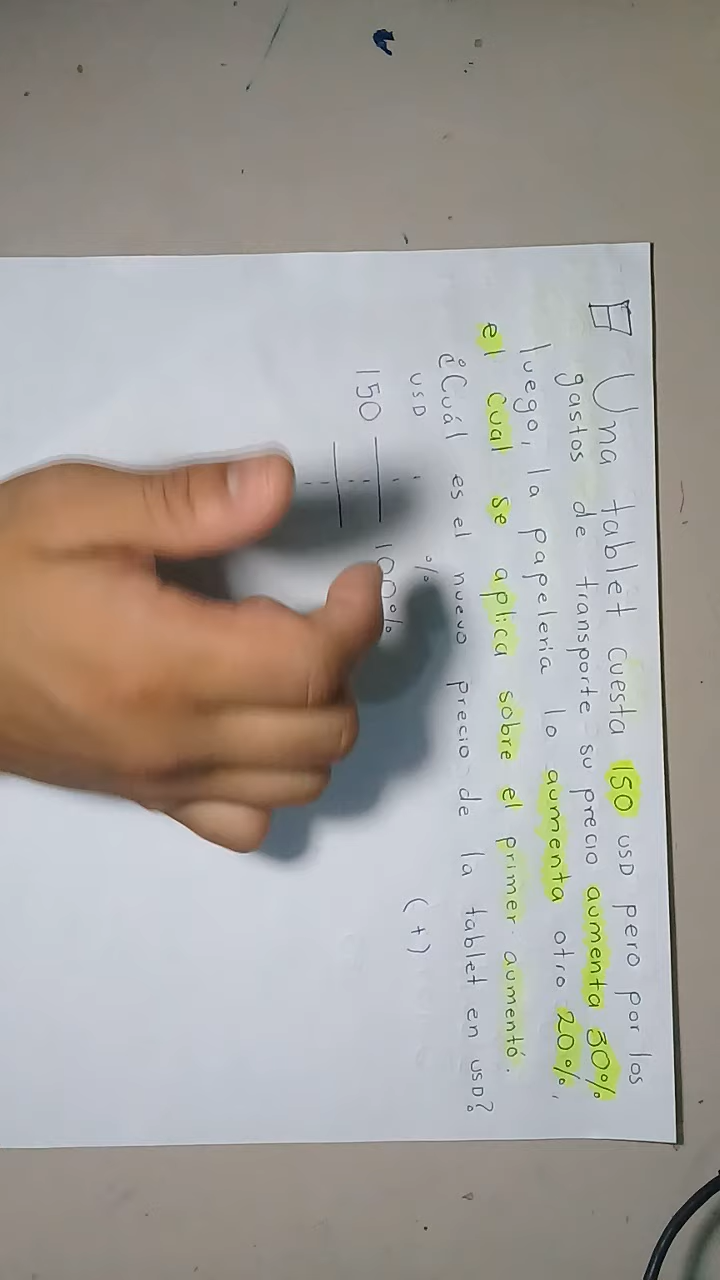 Una tablet cuesta 150 USD pero por los
gastos de transporte su precio aumenta 30%
luego, la papelería lo aumenta otro 20%,
el cual se aplica sobre el primer aumentó.
¿Cuál es el nuevo precio de la tablet en USD?
USD % (+)
150 100%